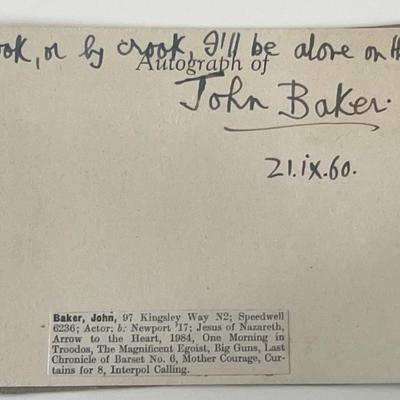 ook, or by crook, I'll be alone on th
Autograph of
John Baker.
21.ix.60.
Baker, John, 97 Kingsley Way N2; Speedwell
6236; Actor; b: Newport '17; Jesus of Nazareth,
Arrow to the Heart, 1984, One Morning in
Troodos, The Magnificent Egoist, Big Guns, Last
Chronicle of Barset No. 6, Mother Courage, Cur-
tains for 8, Interpol Calling.